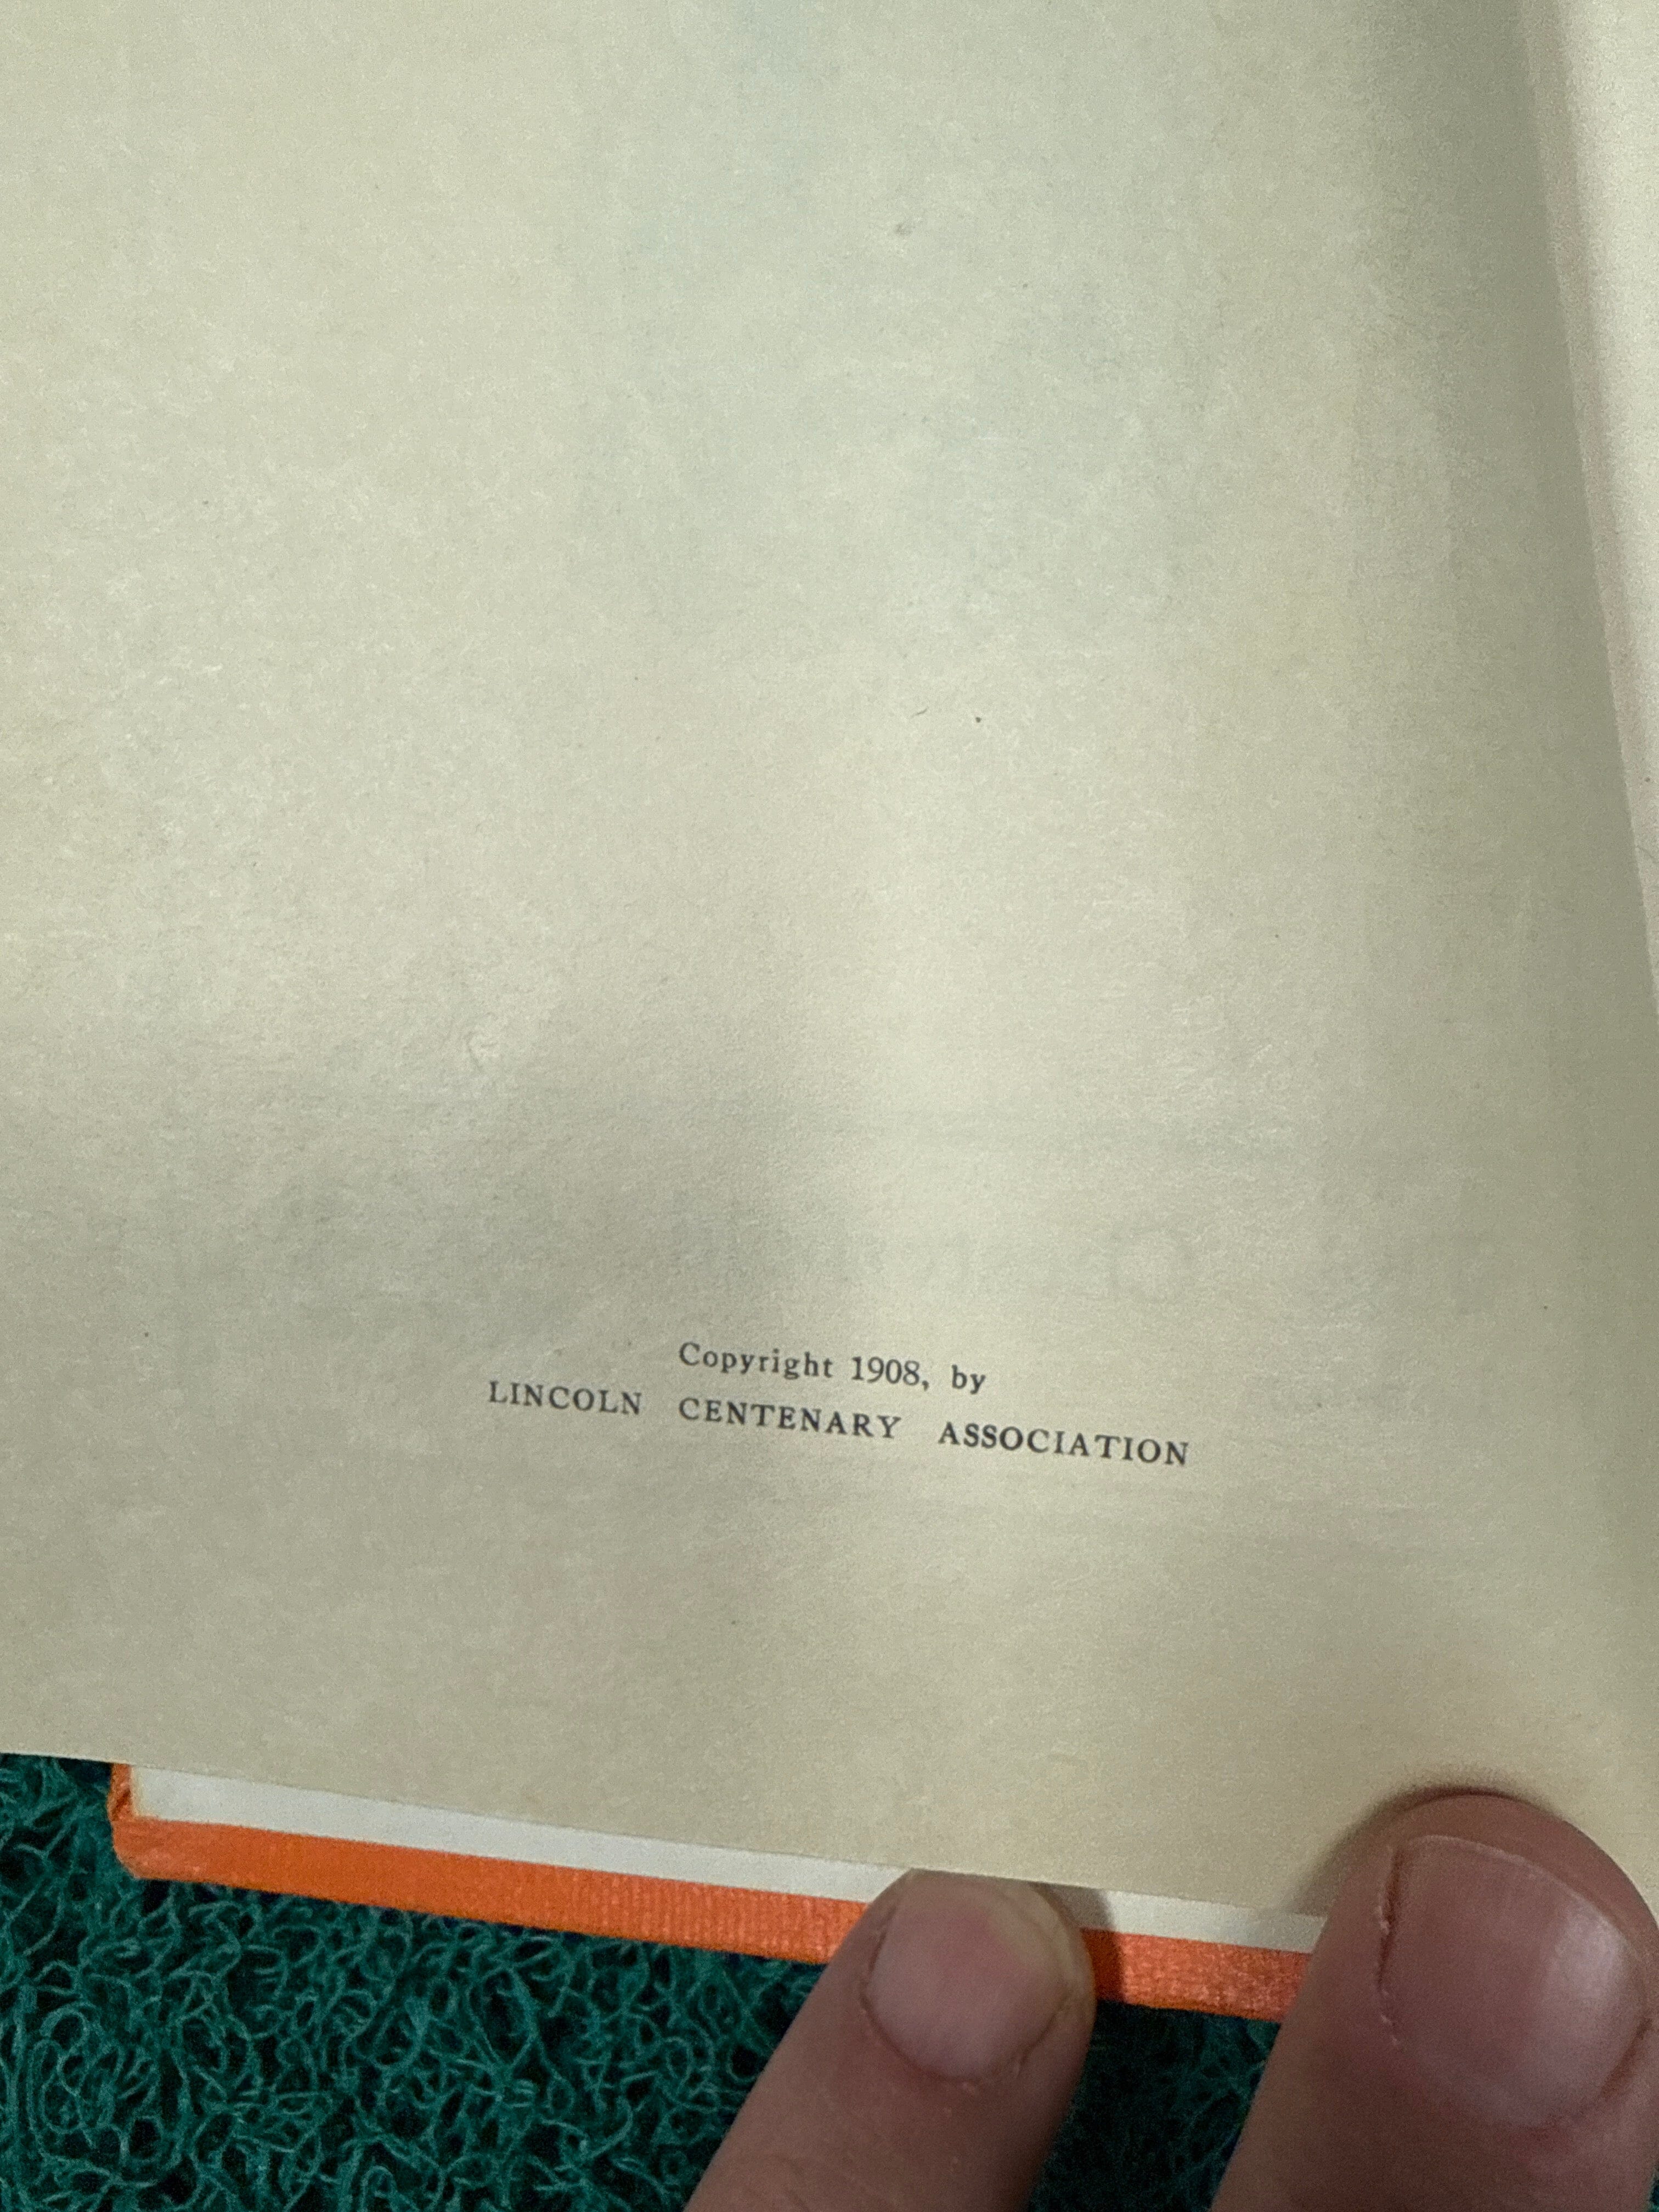 Copyright 1908, by
LINCOLN CENTENARY ASSOCIATION